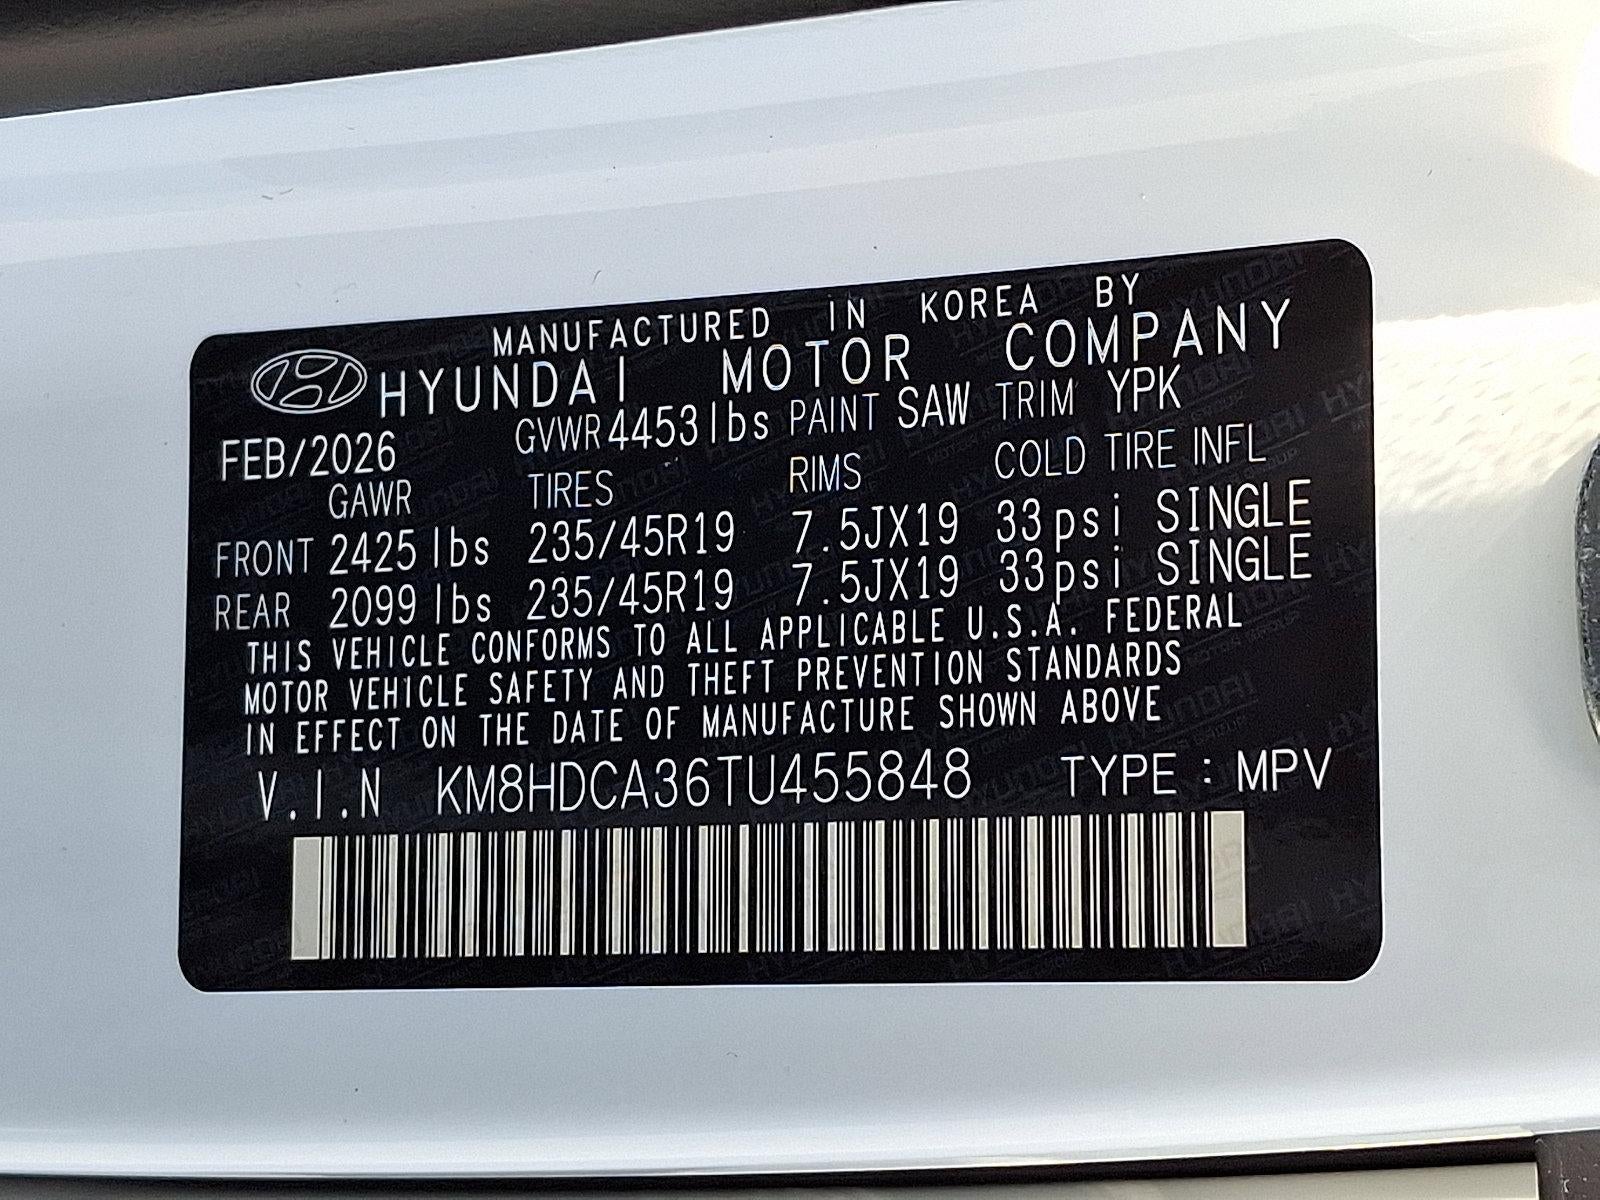 MANUFACTURED IN KOREA BY
HYUNDAI MOTOR COMPANY
FEB/2026 GVWR 4453 lbs PAINT SAW TRIM YPK
GAWR TIRES RIMS COLD TIRE INFL
FRONT 2425 lbs 235/45R19 7.5JX19 33psi SINGLE
REAR 2099 lbs 235/45R19 7.5JX19 33psi SINGLE
THIS VEHICLE CONFORMS TO ALL APPLICABLE U.S.A. FEDERAL
MOTOR VEHICLE SAFETY AND THEFT PREVENTION STANDARDS
IN EFFECT ON THE DATE OF MANUFACTURE SHOWN ABOVE
V.I.N KM8HDCA36TU455848 TYPE : MPV